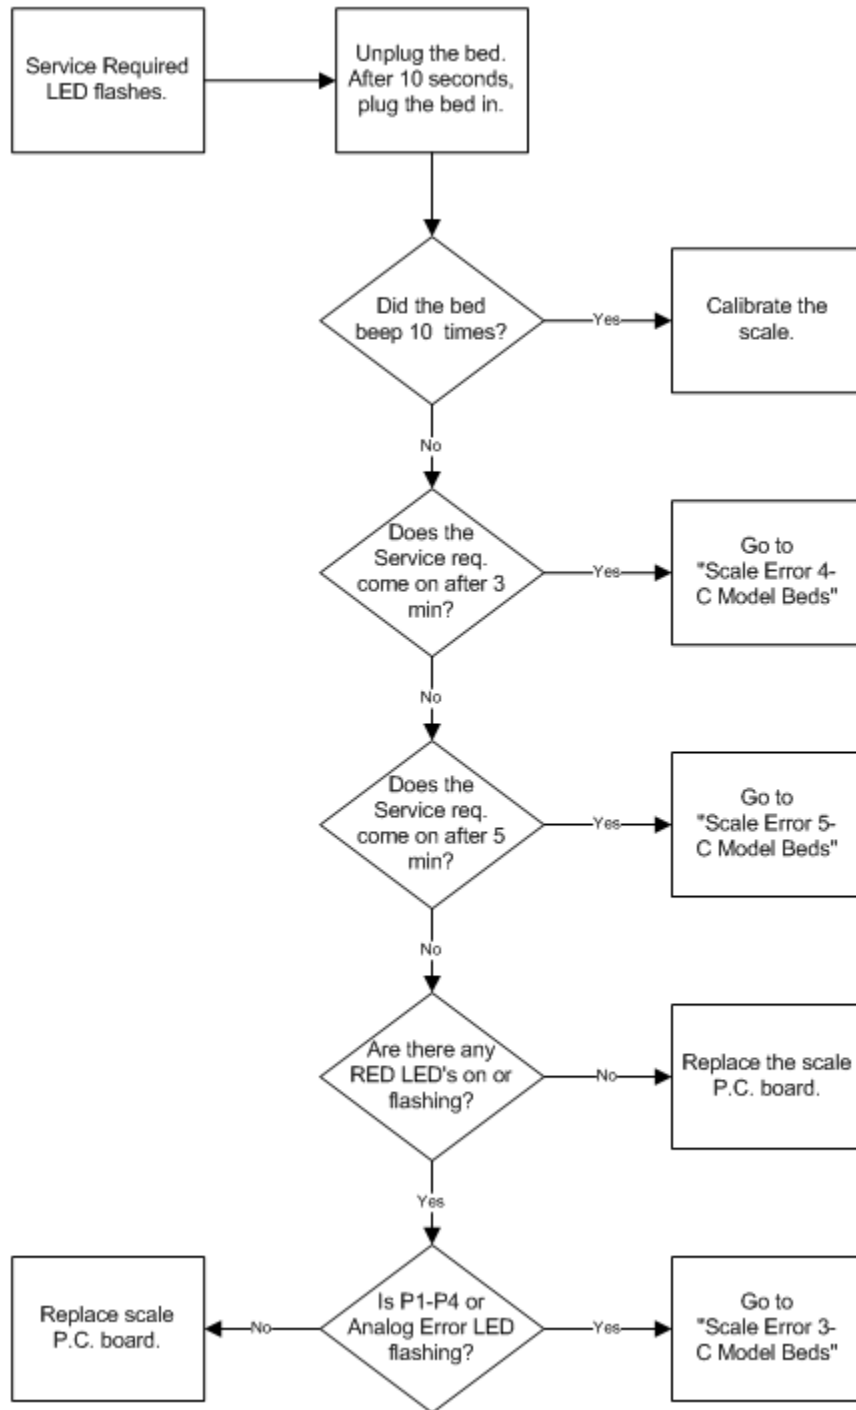 Service Required
LED flashes.
Unplug the bed.
After 10 seconds,
plug the bed in.
Did the bed
beep 10 times?
Yes
Calibrate the
scale.
No
Does the
Service req.
come on after 3
min?
Yes
Go to
"Scale Error 4-
C Model Beds"
No
Does the
Service req.
come on after 5
min?
Yes
Go to
"Scale Error 5-
C Model Beds"
No
Are there any
RED LED's on or
flashing?
No
Replace the scale
P.C. board.
Yes
Replace scale
P.C. board.
No
Is P1-P4 or
Analog Error LED
flashing?
Yes
Go to
"Scale Error 3-
C Model Beds"